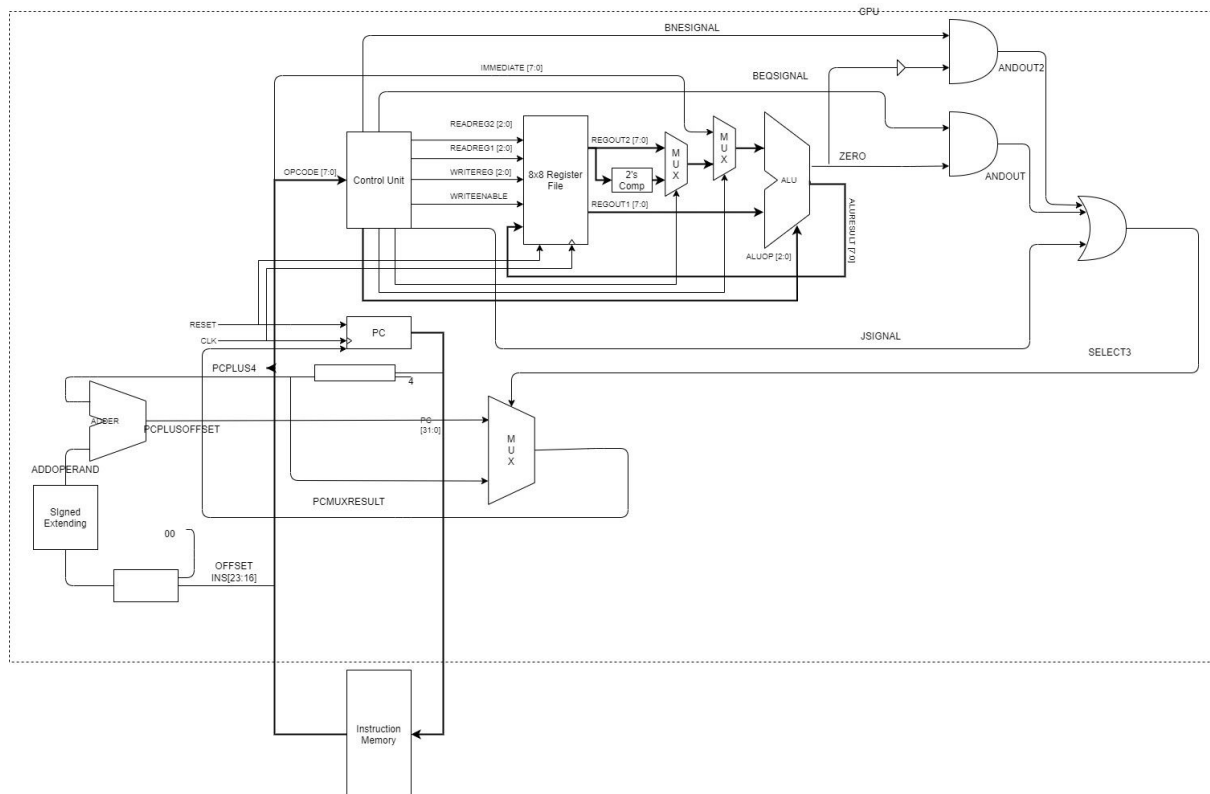 CPU
BNESIGNAL
IMMEDIATE [7:0]
BEQSIGNAL
ANDOUT2
READREG2 [2:0]
READREG1 [2:0]
WRITEREG [2:0]
WRITEENABLE
OPCODE [7:0]
Control Unit
8x8 Register
File
REGOUT2 [7:0]
2's
Comp
REGOUT1 [7:0]
M
U
X
M
U
X
ALU
ZERO
ANDOUT
ALUOP [2:0]
ALURESULT [7:0]
RESET
CLK
PC
JSIGNAL
SELECT3
PCPLUS4
4
ADDER
PCPLUSOFFSET
PC
[31:0]
M
U
X
ADDOPERAND
PCMUXRESULT
SIgned
Extending
00
OFFSET
INS[23:16]
Instruction
Memory